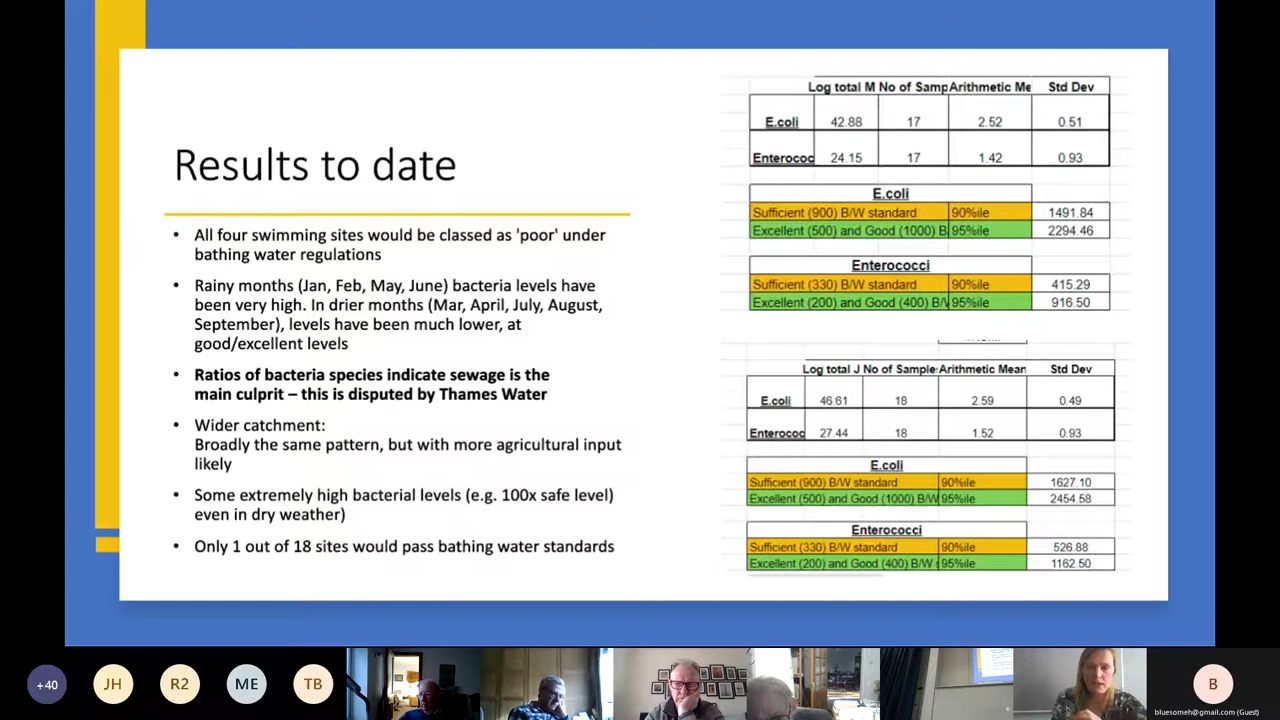 Results to date
• All four swimming sites would be classed as 'poor' under
bathing water regulations
• Rainy months (Jan, Feb, May, June) bacteria levels have
been very high. In drier months (Mar, April, July, August,
September), levels have been much lower, at
good/excellent levels
• Ratios of bacteria species indicate sewage is the
main culprit – this is disputed by Thames Water
• Wider catchment:
Broadly the same pattern, but with more agricultural input
likely
• Some extremely high bacterial levels (e.g. 100x safe level)
even in dry weather)
• Only 1 out of 18 sites would pass bathing water standards
Log total M No of Samp Arithmetic Me Std Dev
E.coli 42.88 17 2.52 0.51
Enterococ 24.15 17 1.42 0.93
E.coli
Sufficient (900) B/W standard 90%ile 1491.84
Excellent (500) and Good (1000) B 95%ile 2294.46
Enterococci
Sufficient (330) B/W standard 90%ile 415.29
Excellent (200) and Good (400) B/W 95%ile 916.50
Log total J No of Sample Arithmetic Mean Std Dev
E.coli 46.61 18 2.59 0.49
Enterococ 27.44 18 1.52 0.93
E.coli
Sufficient (900) B/W standard 90%ile 1627.10
Excellent (500) and Good (1000) B/W 95%ile 2454.58
Enterococci
Sufficient (330) B/W standard 90%ile 526.88
Excellent (200) and Good (400) B/W 95%ile 1162.50
+40 JH R2 ME TB B
bluesomeh@gmail.com (Guest)